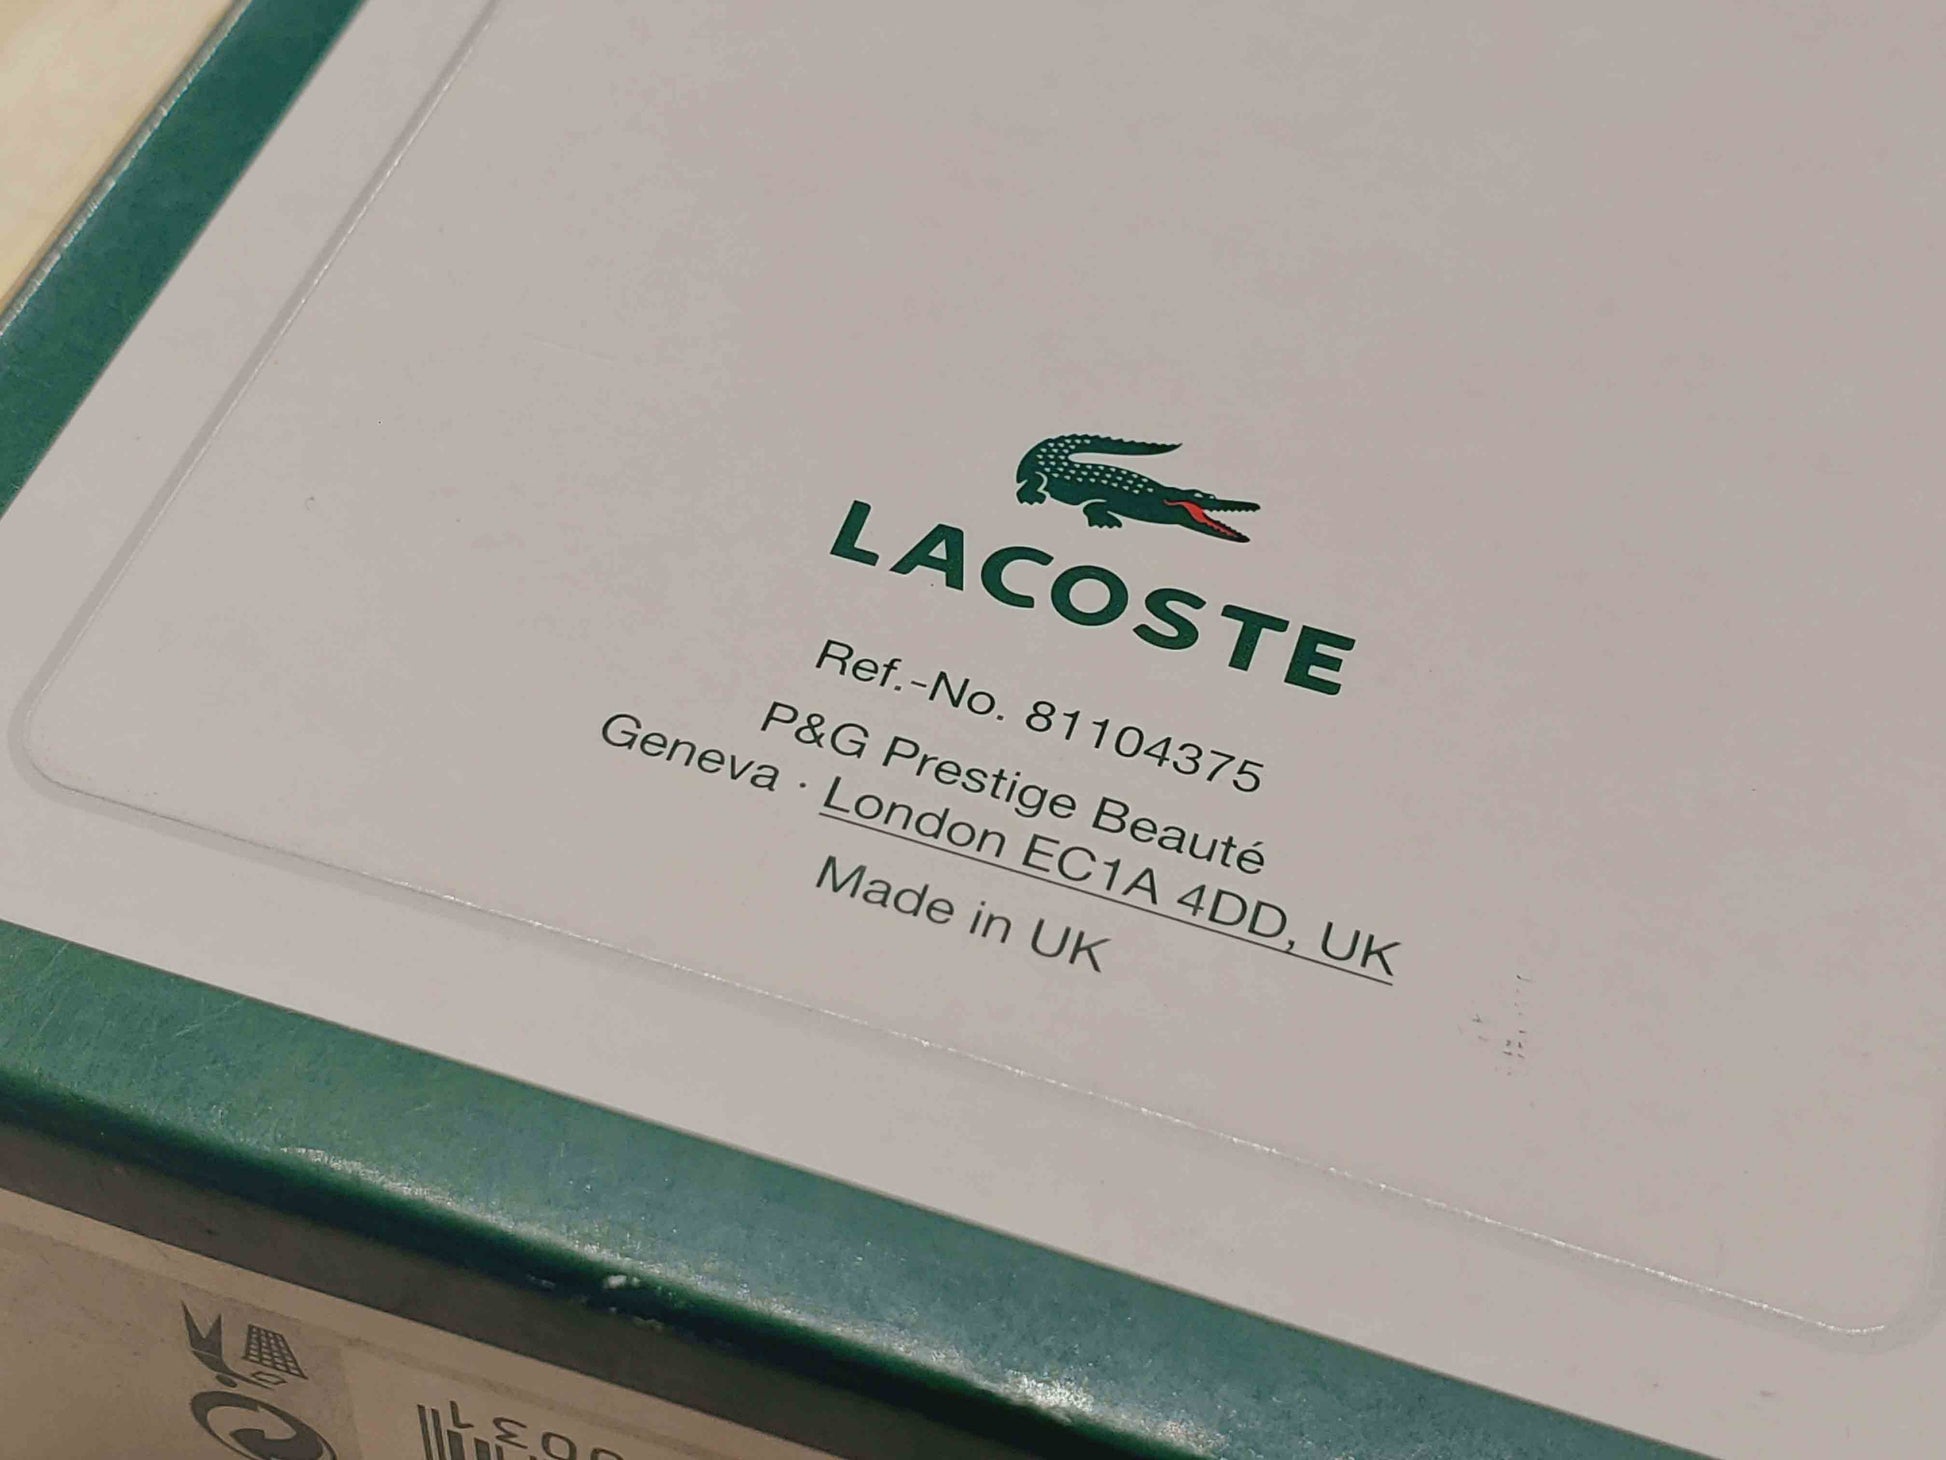 LACOSTE
Ref.-No. 81104375
P&G Prestige Beauté
Geneva · London EC1A 4DD, UK
Made in UK